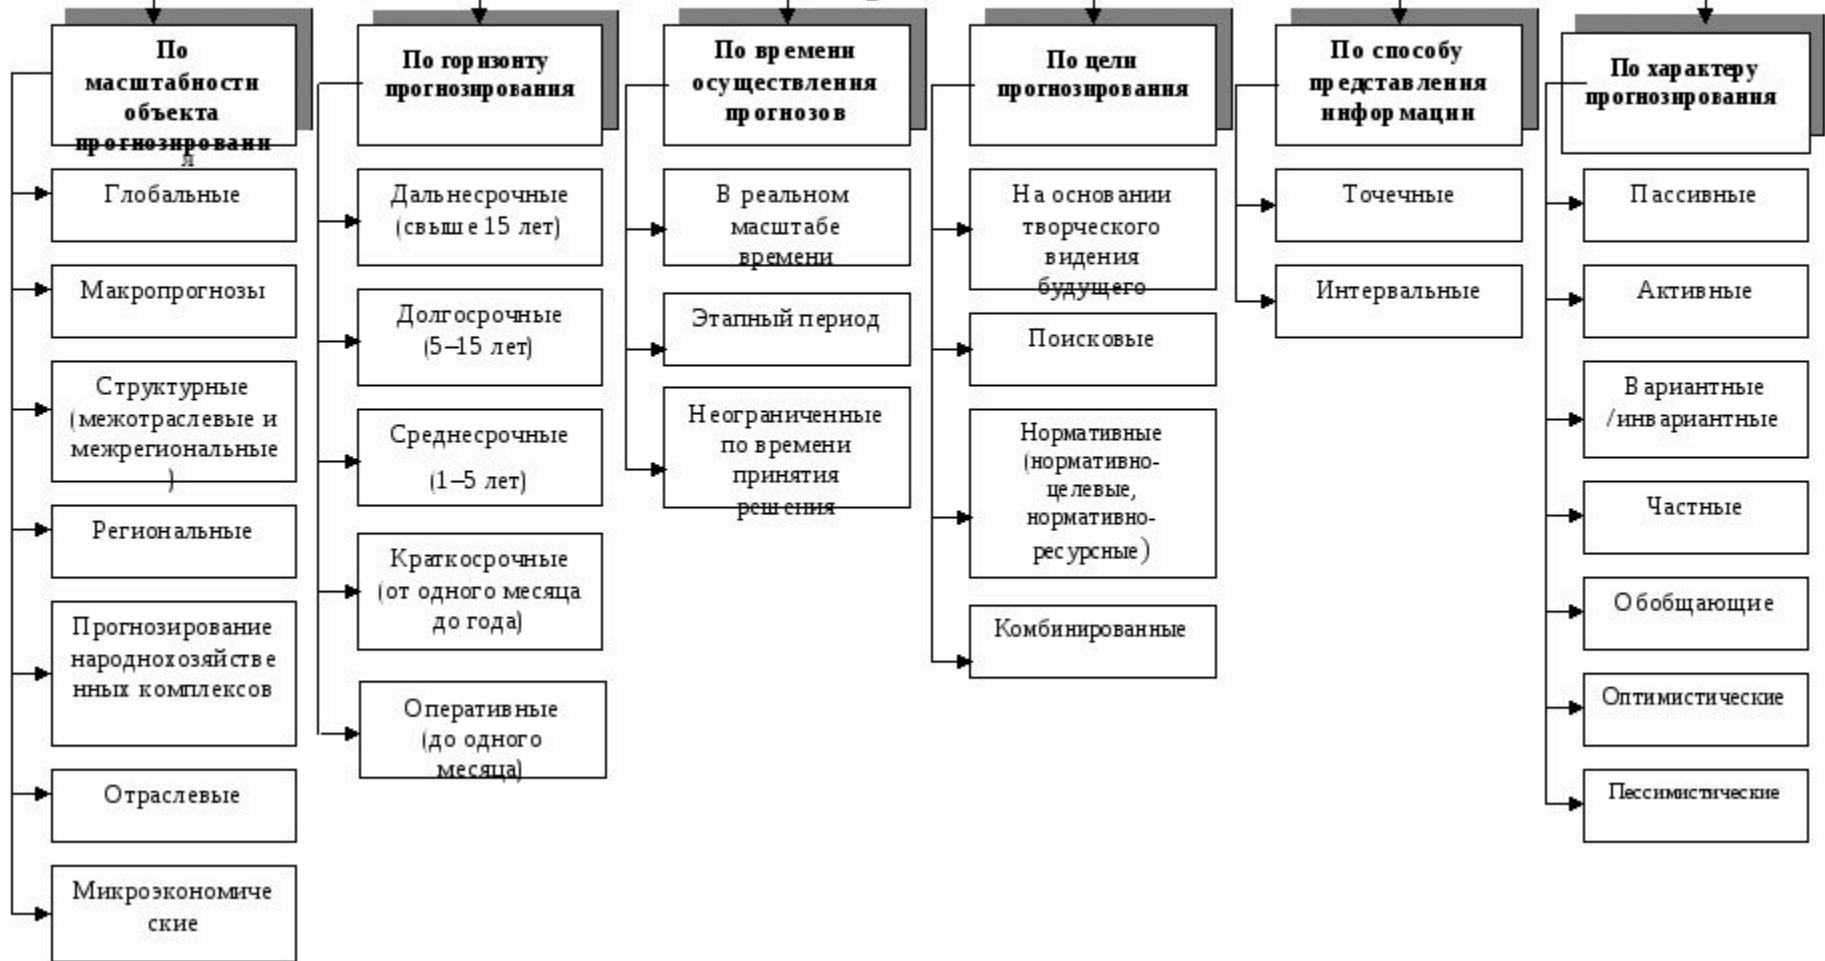 По
масштабности
объекта
прогнозировани
я
Глобальные
Макропрогнозы
Структурные
(межотраслевые и
межрегиональные
)
Региональные
Прогнозирование
народнохозяйстве
нных комплексов
Отраслевые
Микроэкономиче
ские
По горизонту
прогнозирования
Дальнесрочные
(свыше 15 лет)
Долгосрочные
(5–15 лет)
Среднесрочные
(1–5 лет)
Краткосрочные
(от одного месяца
до года)
Оперативные
(до одного
месяца)
По времени
осуществления
прогнозов
В реальном
масштабе
времени
Этапный период
Неограниченные
по времени
принятия
решения
По цели
прогнозирования
На основании
творческого
видения
будущего
Поисковые
Нормативные
(нормативно-
целевые,
нормативно-
ресурсные)
Комбинированные
По способу
представления
информации
Точечные
Интервальные
По характеру
прогнозирования
Пассивные
Активные
Вариантные
/инвариантные
Частные
Обобщающие
Оптимистические
Пессимистические